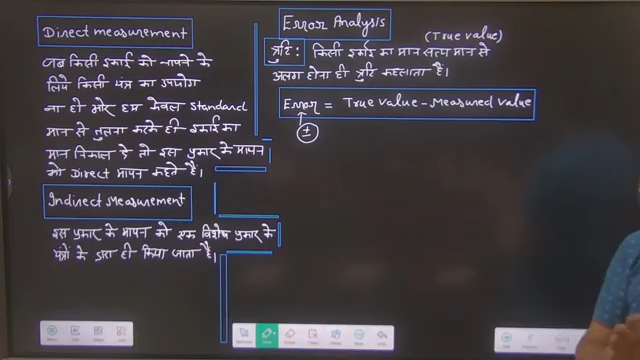 Direct measurement
जब किसी इकाई को नापने के
लिये किसी यंत्र का उपयोग
ना हो और हम केवल standard
मान से तुलना करके ही इकाई का
मान निकाल दे तो इस प्रकार के मापन
को Direct मापन कहते है।
Indirect Measurement
इस प्रकार के मापन को एक विशेष प्रकार के
यंत्रों के द्वारा ही किया जाता है।
Error Analysis
(True value)
त्रुटि : किसी इकाई का मान सत्य मान से
अलग होना ही त्रुटि कहलाता है।
Error = True value - Measured value
±